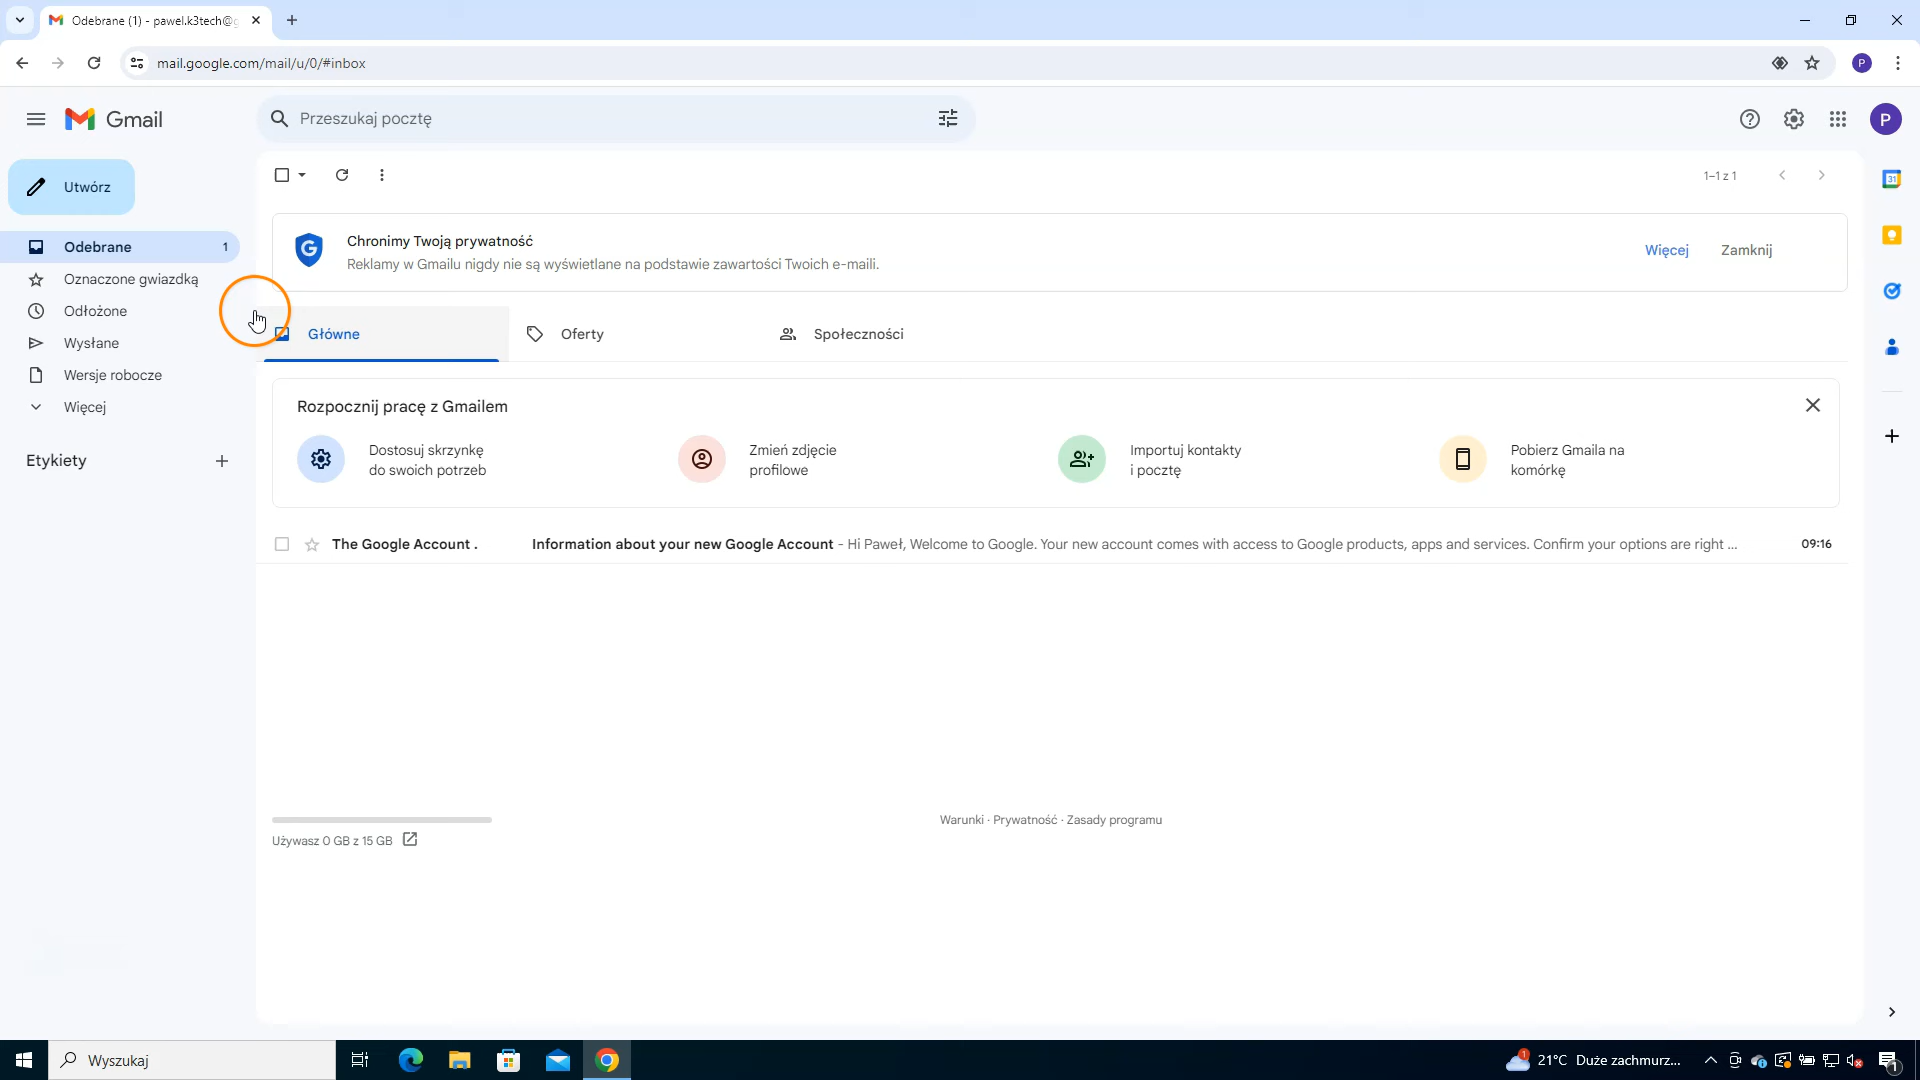 Odebrane (1) - pawel.k3tech@g
mail.google.com/mail/u/0/#inbox
P
Gmail
Przeszukaj pocztę
P
Utwórz
1–1 z 1
31
Odebrane 1
Oznaczone gwiazdką
Odłożone
Wysłane
Wersje robocze
Więcej
Etykiety
G
Chronimy Twoją prywatność
Reklamy w Gmailu nigdy nie są wyświetlane na podstawie zawartości Twoich e-maili.
Więcej
Zamknij
Główne
Oferty
Społeczności
Rozpocznij pracę z Gmailem
Dostosuj skrzynkę
do swoich potrzeb
Zmień zdjęcie
profilowe
Importuj kontakty
i pocztę
Pobierz Gmaila na
komórkę
The Google Account . Information about your new Google Account - Hi Paweł, Welcome to Google. Your new account comes with access to Google products, apps and services. Confirm your options are right ... 09:16
Używasz 0 GB z 15 GB
Warunki · Prywatność · Zasady programu
Wyszukaj
1
21°C Duże zachmurz...
1